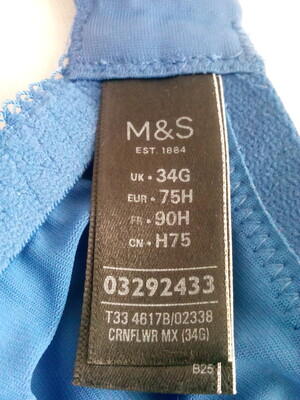 M&S
EST. 1884
UK • 34G
EUR • 75H
FR • 90H
CN • H75
03292433
T33 4617B/02338
CRNFLWR MX (34G)
B25